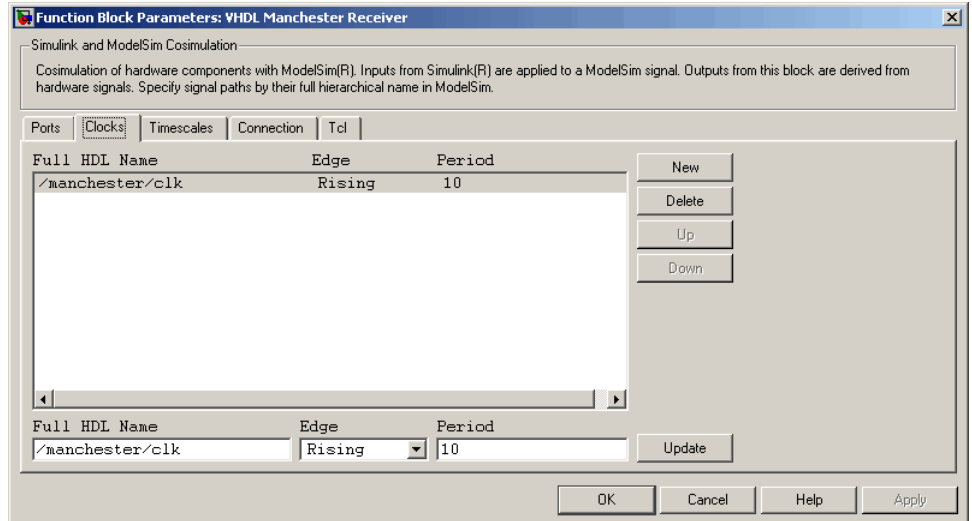 Function Block Parameters: VHDL Manchester Receiver
Simulink and ModelSim Cosimulation
Cosimulation of hardware components with ModelSim(R). Inputs from Simulink(R) are applied to a ModelSim signal. Outputs from this block are derived from
hardware signals. Specify signal paths by their full hierarchical name in ModelSim.
Ports Clocks Timescales Connection Tcl
Full HDL Name Edge Period
/manchester/clk Rising 10
New
Delete
Up
Down
Full HDL Name Edge Period
/manchester/clk Rising 10 Update
OK Cancel Help Apply